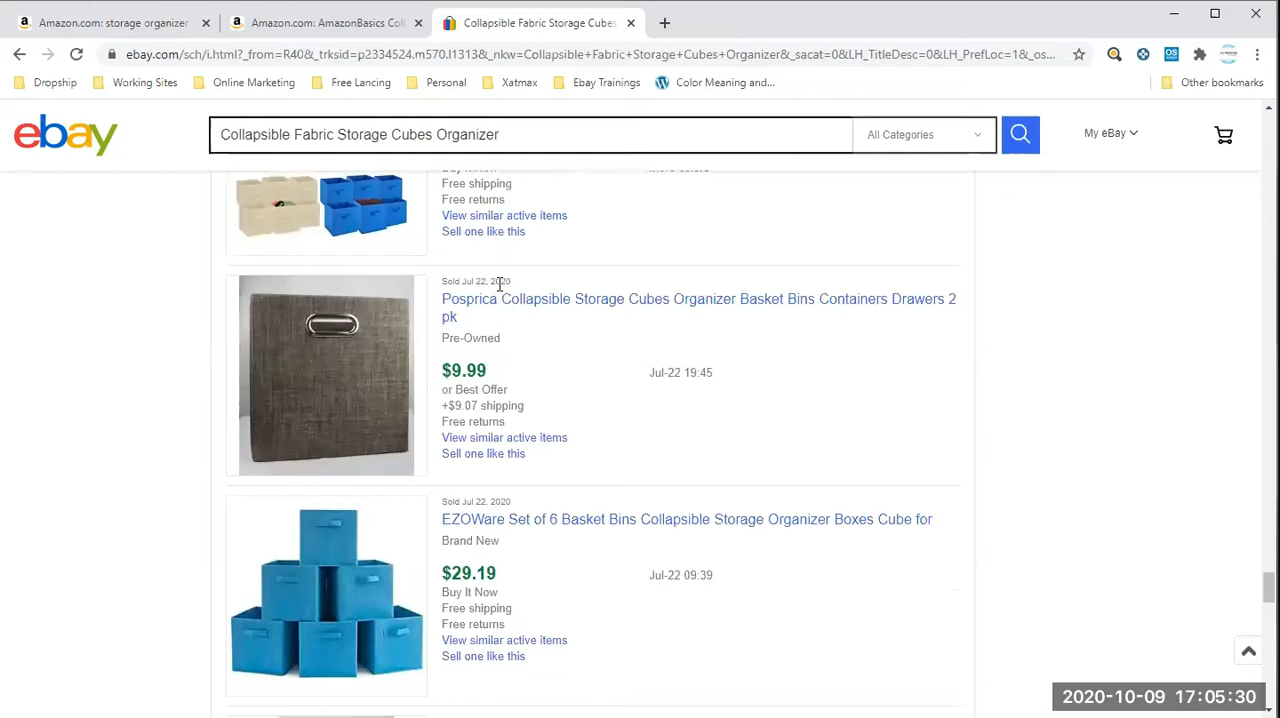 Amazon.com: storage organizer
Amazon.com: AmazonBasics Coll
Collapsible Fabric Storage Cubes
ebay.com/sch/i.html?_from=R40&_trksid=p2334524.m570.l1313&_nkw=Collapsible+Fabric+Storage+Cubes+Organizer&_sacat=0&LH_TitleDesc=0&LH_PrefLoc=1&_os...
Dropship Working Sites Online Marketing Free Lancing Personal Xatmax Ebay Trainings Color Meaning and... Other bookmarks
ebay
Collapsible Fabric Storage Cubes Organizer
All Categories
My eBay
Free shipping
Free returns
View similar active items
Sell one like this
Sold Jul 22, 2020
Posprica Collapsible Storage Cubes Organizer Basket Bins Containers Drawers 2
pk
Pre-Owned
$9.99 Jul-22 19:45
or Best Offer
+$9.07 shipping
Free returns
View similar active items
Sell one like this
Sold Jul 22, 2020
EZOWare Set of 6 Basket Bins Collapsible Storage Organizer Boxes Cube for
Brand New
$29.19 Jul-22 09:39
Buy It Now
Free shipping
Free returns
View similar active items
Sell one like this
2020-10-09 17:05:30